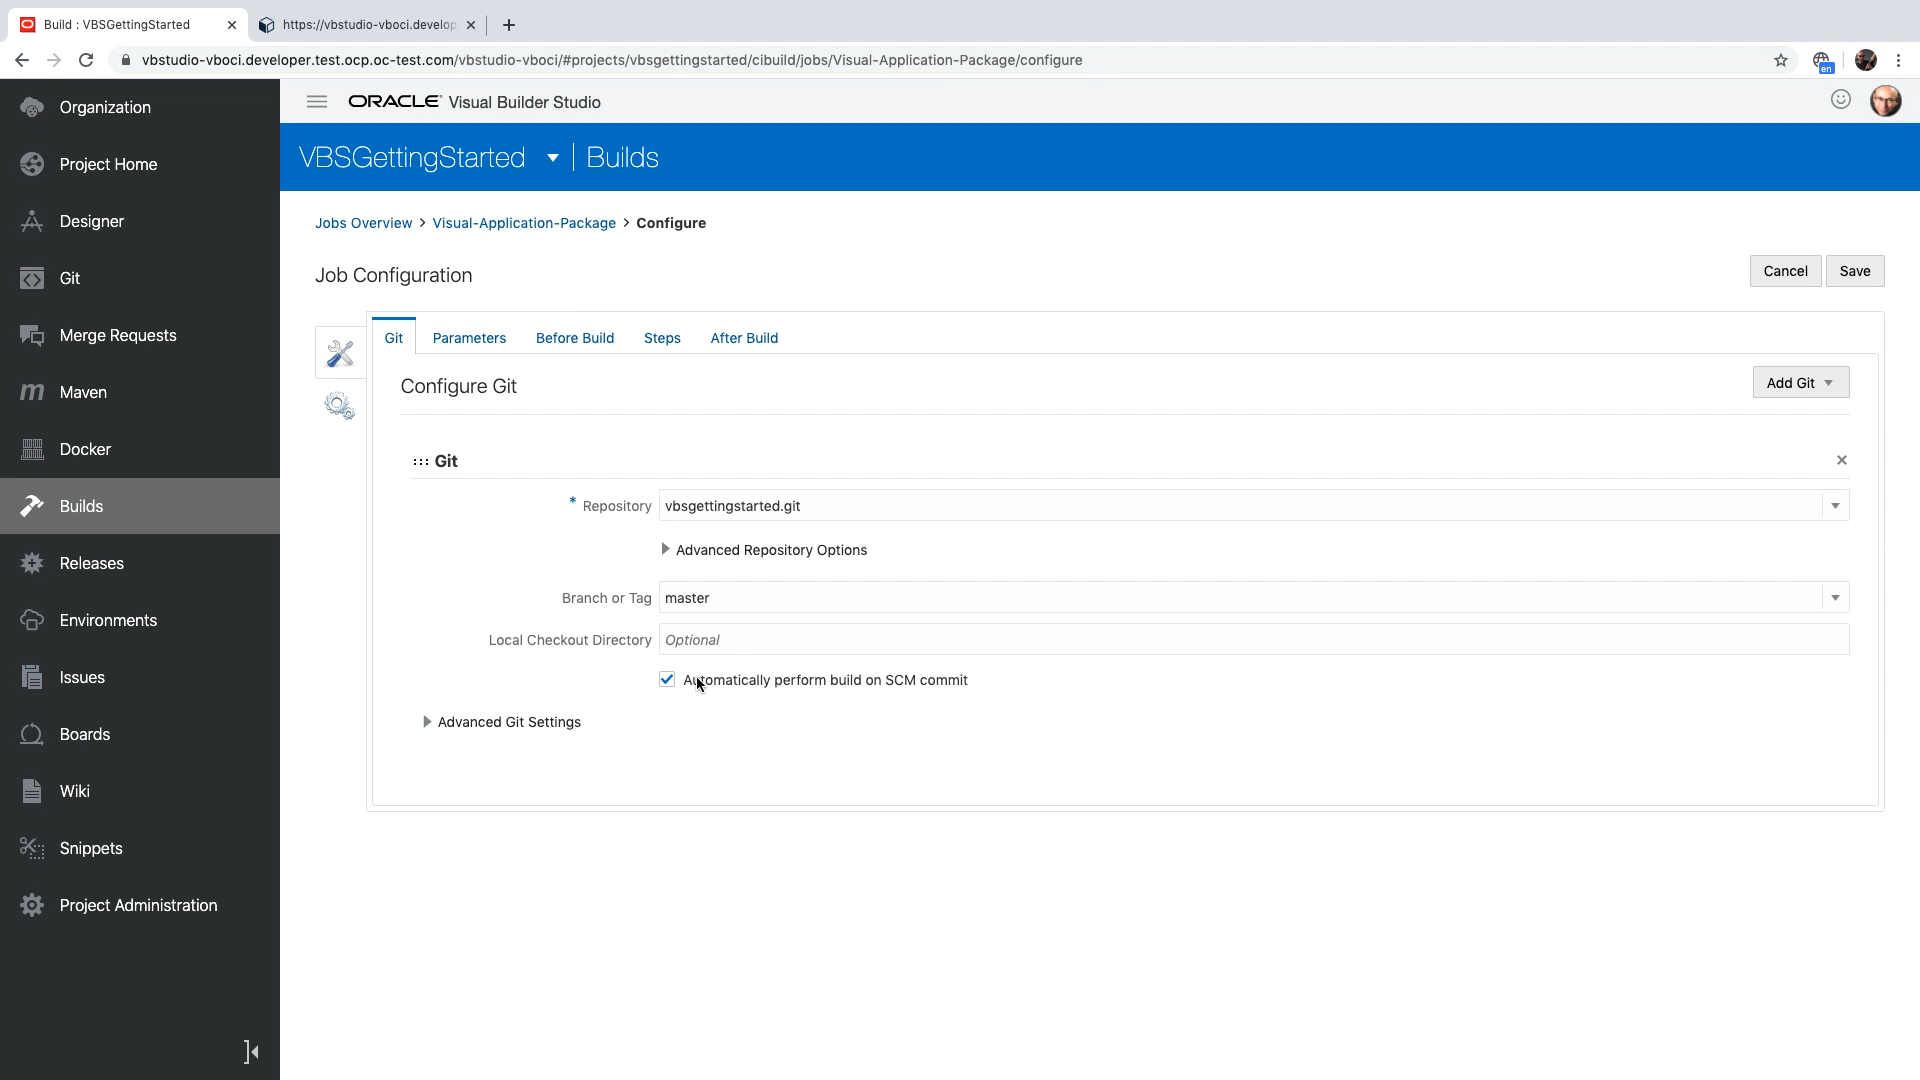 Build : VBSGettingStarted
https://vbstudio-vboci.develop
vbstudio-vboci.developer.test.ocp.oc-test.com/vbstudio-vboci/#projects/vbsgettingstarted/cibuild/jobs/Visual-Application-Package/configure
en
Organization
Project Home
Designer
Git
Merge Requests
Maven
Docker
Builds
Releases
Environments
Issues
Boards
Wiki
Snippets
Project Administration
ORACLE Visual Builder Studio
VBSGettingStarted Builds
Jobs Overview > Visual-Application-Package > Configure
Job Configuration
Cancel Save
Git Parameters Before Build Steps After Build
Configure Git
Add Git
Git
* Repository vbsgettingstarted.git
Advanced Repository Options
Branch or Tag master
Local Checkout Directory Optional
Automatically perform build on SCM commit
Advanced Git Settings